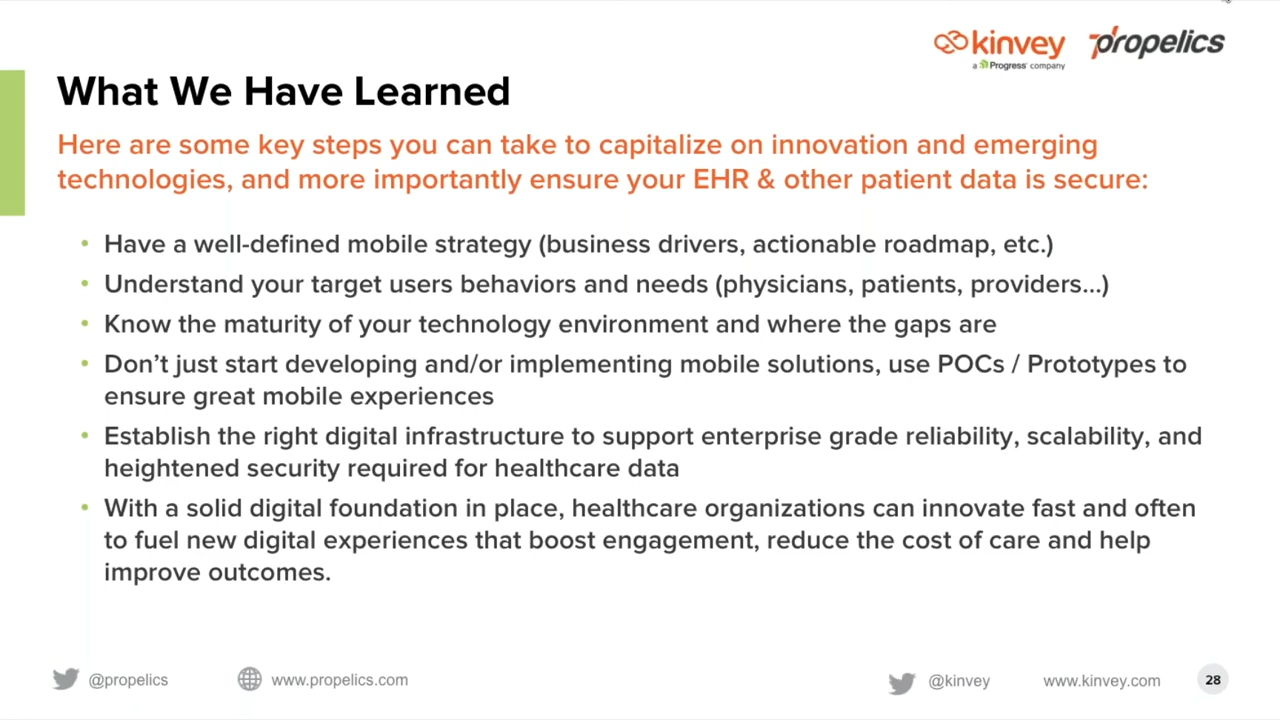 kinvey
a Progress company
propelics
What We Have Learned
Here are some key steps you can take to capitalize on innovation and emerging
technologies, and more importantly ensure your EHR & other patient data is secure:
• Have a well-defined mobile strategy (business drivers, actionable roadmap, etc.)
• Understand your target users behaviors and needs (physicians, patients, providers...)
• Know the maturity of your technology environment and where the gaps are
• Don’t just start developing and/or implementing mobile solutions, use POCs / Prototypes to
ensure great mobile experiences
• Establish the right digital infrastructure to support enterprise grade reliability, scalability, and
heightened security required for healthcare data
• With a solid digital foundation in place, healthcare organizations can innovate fast and often
to fuel new digital experiences that boost engagement, reduce the cost of care and help
improve outcomes.
@propelics www.propelics.com @kinvey www.kinvey.com 28